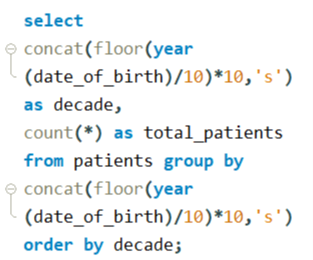 select
concat(floor(year
(date_of_birth)/10)*10,'s')
as decade,
count(*) as total_patients
from patients group by
concat(floor(year
(date_of_birth)/10)*10,'s')
order by decade;